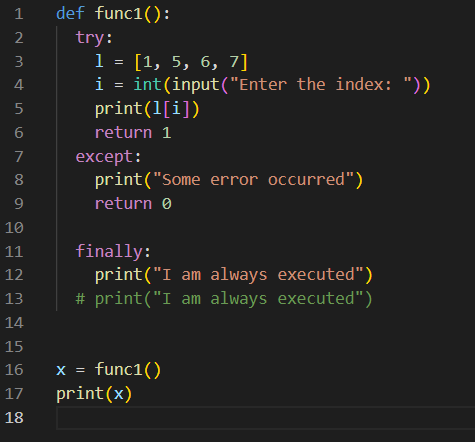 1 def func1():
2   try:
3     l = [1, 5, 6, 7]
4     i = int(input("Enter the index: "))
5     print(l[i])
6     return 1
7   except:
8     print("Some error occurred")
9     return 0
10
11   finally:
12     print("I am always executed")
13   # print("I am always executed")
14
15
16 x = func1()
17 print(x)
18